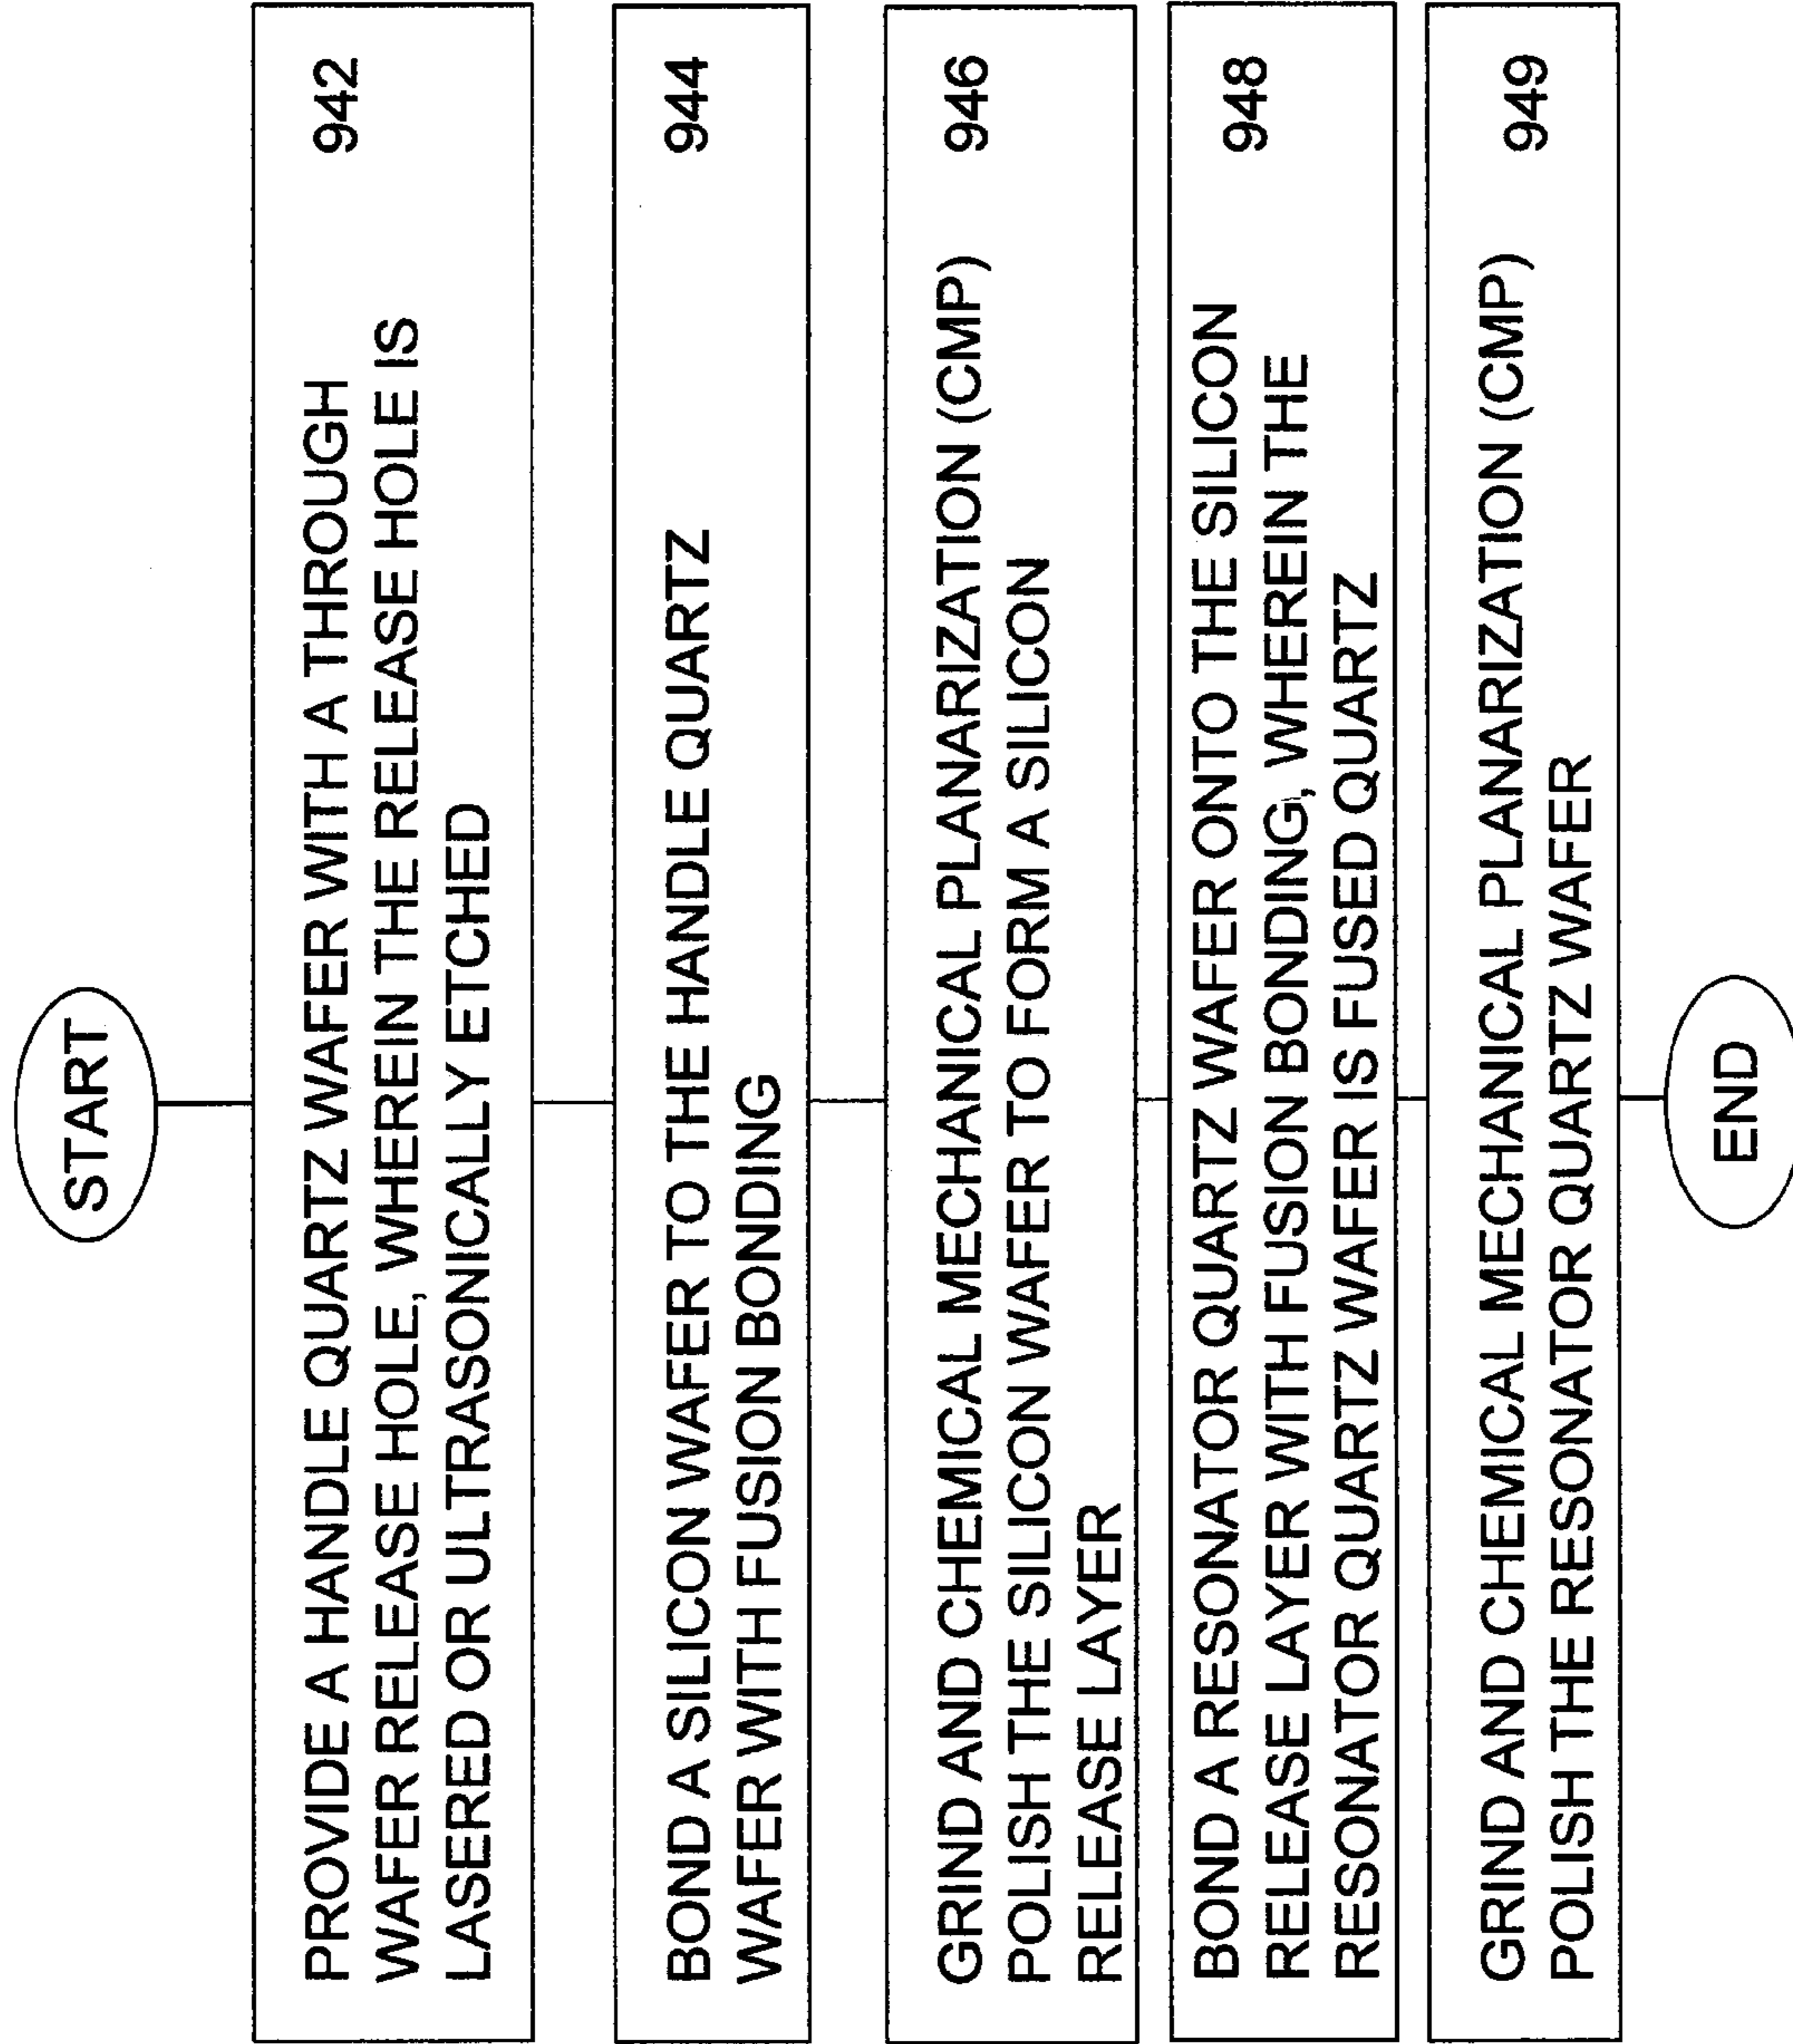 START
PROVIDE A HANDLE QUARTZ WAFER WITH A THROUGH 942
WAFER RELEASE HOLE, WHEREIN THE RELEASE HOLE IS
LASERED OR ULTRASONICALLY ETCHED
BOND A SILICON WAFER TO THE HANDLE QUARTZ 944
WAFER WITH FUSION BONDING
GRIND AND CHEMICAL MECHANICAL PLANARIZATION (CMP) 946
POLISH THE SILICON WAFER TO FORM A SILICON
RELEASE LAYER
BOND A RESONATOR QUARTZ WAFER ONTO THE SILICON 948
RELEASE LAYER WITH FUSION BONDING, WHEREIN THE
RESONATOR QUARTZ WAFER IS FUSED QUARTZ
GRIND AND CHEMICAL MECHANICAL PLANARIZATION (CMP) 949
POLISH THE RESONATOR QUARTZ WAFER
END